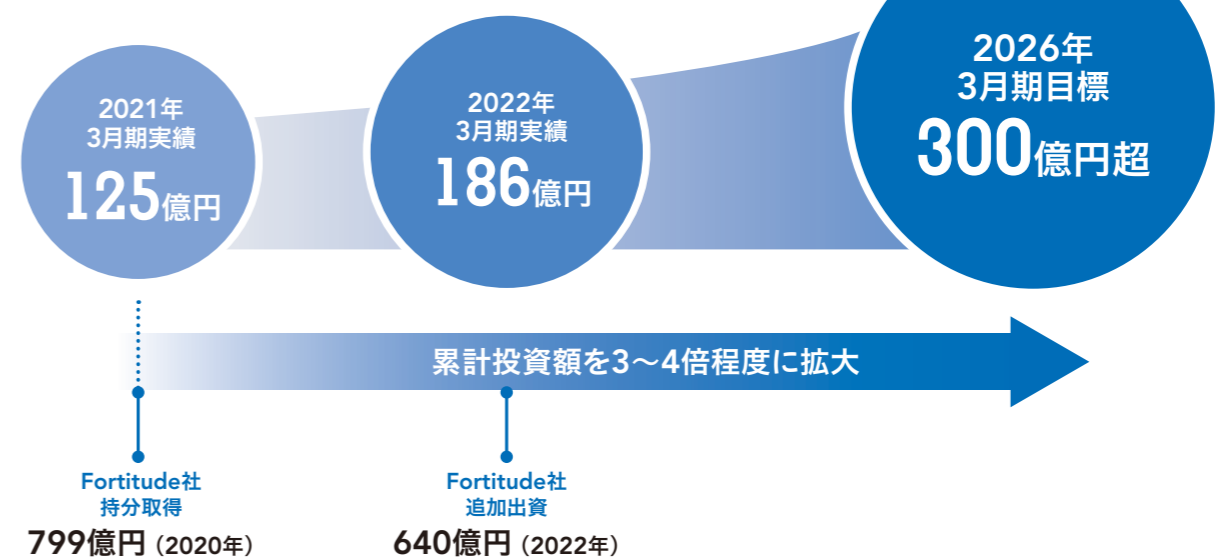 2021年
3月期実績
125億円
2022年
3月期実績
186億円
2026年
3月期目標
300億円超
累計投資額を3～4倍程度に拡大
Fortitude社
持分取得
799億円（2020年）
Fortitude社
追加出資
640億円（2022年）